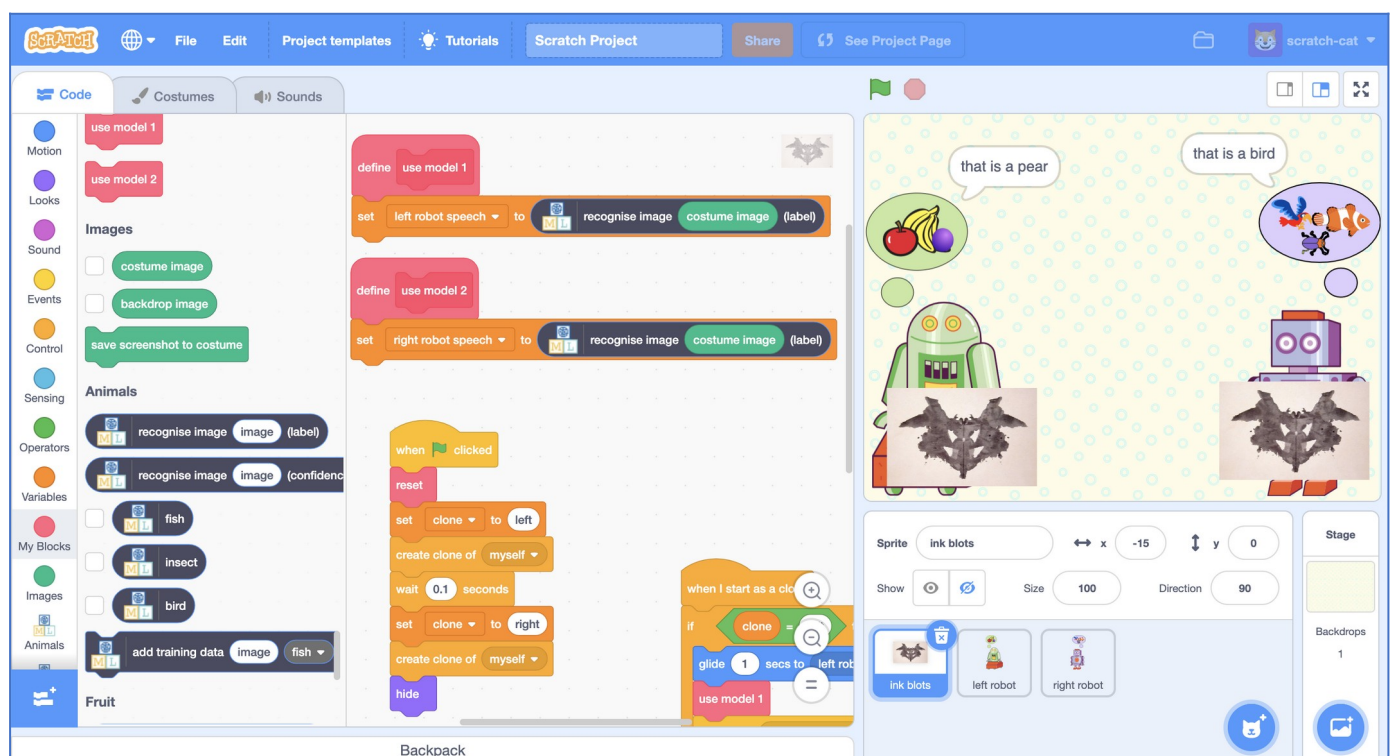 SCRATCH File Edit Project templates Tutorials Scratch Project Share See Project Page scratch-cat
Code Costumes Sounds
Motion
Looks
Sound
Events
Control
Sensing
Operators
Variables
My Blocks
Images
Animals
use model 1
use model 2
Images
costume image
backdrop image
save screenshot to costume
Animals
ML recognise image image (label)
ML recognise image image (confidenc
ML fish
ML insect
ML bird
ML add training data image fish
Fruit
define use model 1
set left robot speech to ML recognise image costume image (label)
define use model 2
set right robot speech to ML recognise image costume image (label)
when clicked
reset
set clone to left
create clone of myself
wait 0.1 seconds
set clone to right
create clone of myself
hide
when I start as a clo
if clone =
glide 1 secs to left rob
use model 1
that is a pear
that is a bird
Sprite ink blots x -15 y 0
Show Size 100 Direction 90
ink blots left robot right robot
Stage
Backdrops
1
Backpack